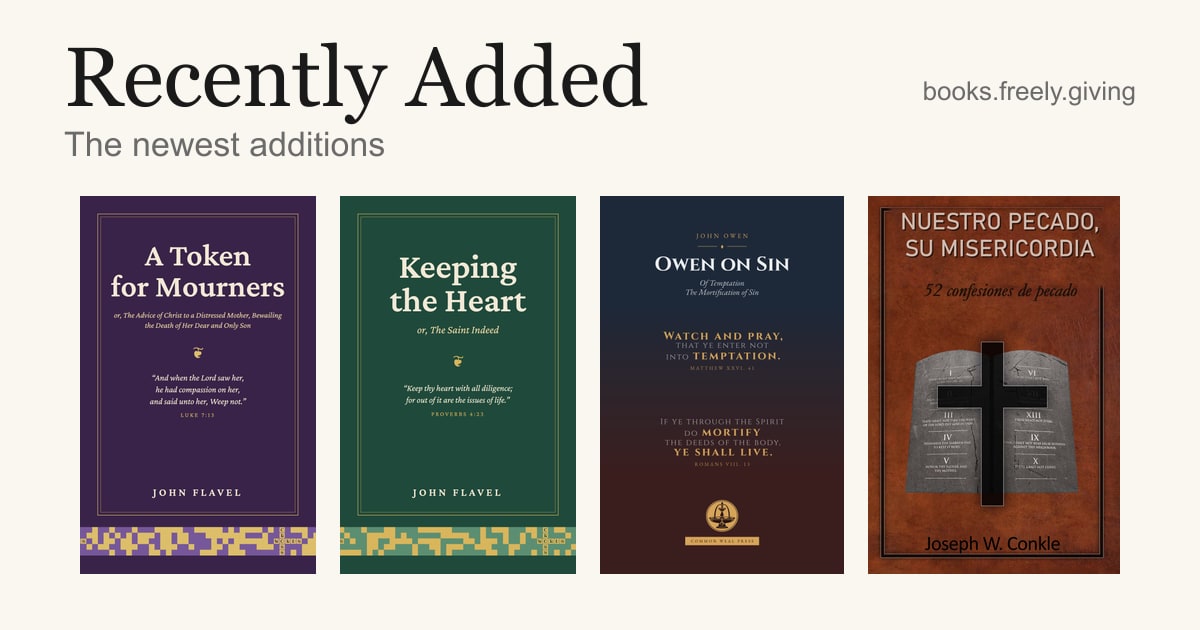 Recently Added
books.freely.giving
The newest additions
A Token
for Mourners
or, The Advice of Christ to a Distressed Mother, Bewailing
the Death of Her Dear and Only Son
“And when the Lord saw her,
he had compassion on her,
and said unto her, Weep not.”
LUKE 7:13
JOHN FLAVEL
Keeping
the Heart
or, The Saint Indeed
“Keep thy heart with all diligence;
for out of it are the issues of life.”
PROVERBS 4:23
JOHN FLAVEL
JOHN OWEN
OWEN ON SIN
Of Temptation
The Mortification of Sin
WATCH AND PRAY,
THAT YE ENTER NOT
INTO TEMPTATION.
MATTHEW XXVI. 41
IF YE THROUGH THE SPIRIT
DO MORTIFY
THE DEEDS OF THE BODY,
YE SHALL LIVE.
ROMANS VIII. 13
COMMON WEAL PRESS
NUESTRO PECADO,
SU MISERICORDIA
52 confesiones de pecado
I
III
IV
V
VI
XIII
IX
X
Joseph W. Conkle